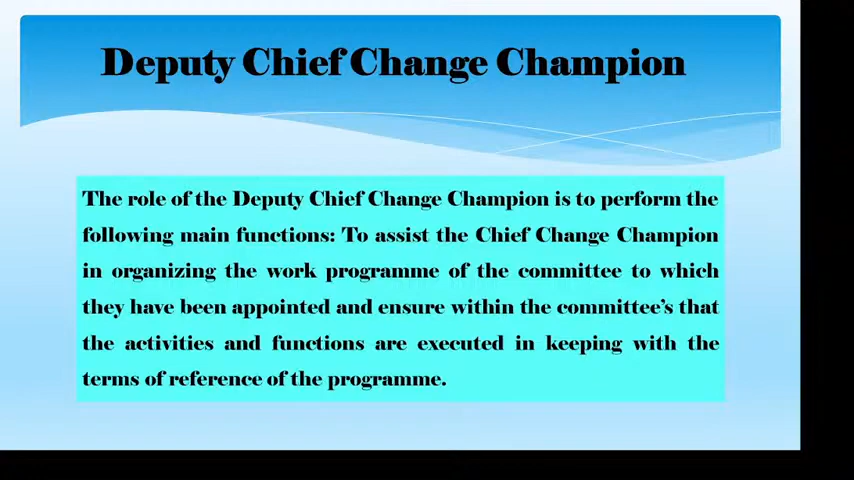 Deputy Chief Change Champion
The role of the Deputy Chief Change Champion is to perform the
following main functions: To assist the Chief Change Champion
in organizing the work programme of the committee to which
they have been appointed and ensure within the committee’s that
the activities and functions are executed in keeping with the
terms of reference of the programme.